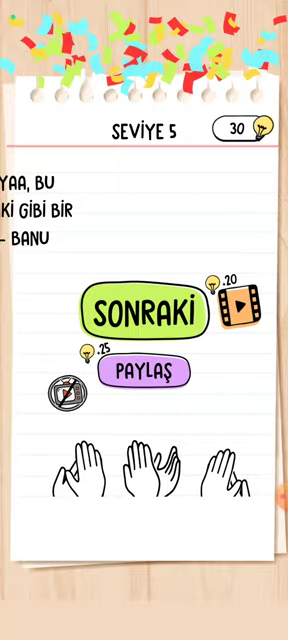 SEVİYE 5
30
YAA, BU
Kİ GİBİ BİR
- BANU
.20
SONRAKİ
.25
PAYLAŞ